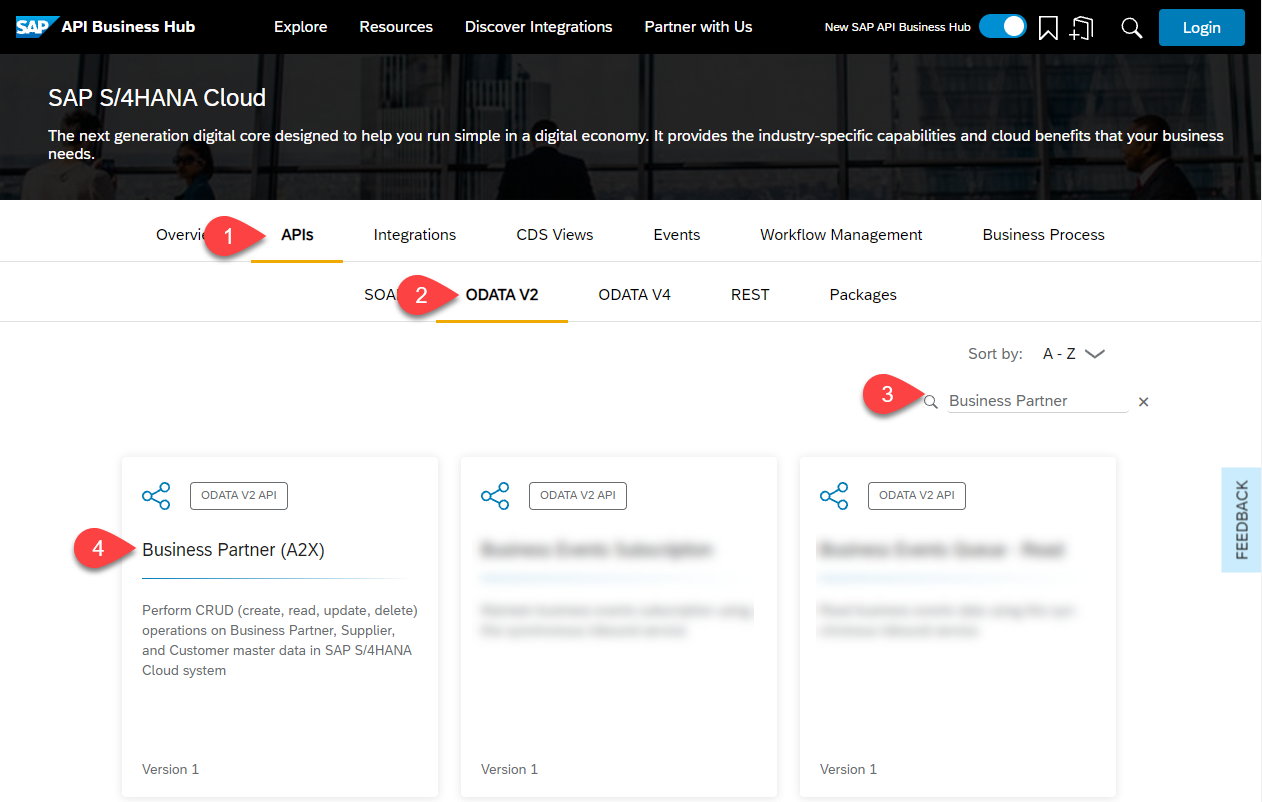 SAP API Business Hub
Explore
Resources
Discover Integrations
Partner with Us
New SAP API Business Hub
Login
SAP S/4HANA Cloud
The next generation digital core designed to help you run simple in a digital economy. It provides the industry-specific capabilities and cloud benefits that your business
needs.
Overvie
1
APIs
Integrations
CDS Views
Events
Workflow Management
Business Process
SOA
2
ODATA V2
ODATA V4
REST
Packages
Sort by:
A - Z
3
Business Partner
ODATA V2 API
ODATA V2 API
ODATA V2 API
4
Business Partner (A2X)
Perform CRUD (create, read, update, delete)
operations on Business Partner, Supplier,
and Customer master data in SAP S/4HANA
Cloud system
Version 1
Version 1
Version 1
FEEDBACK